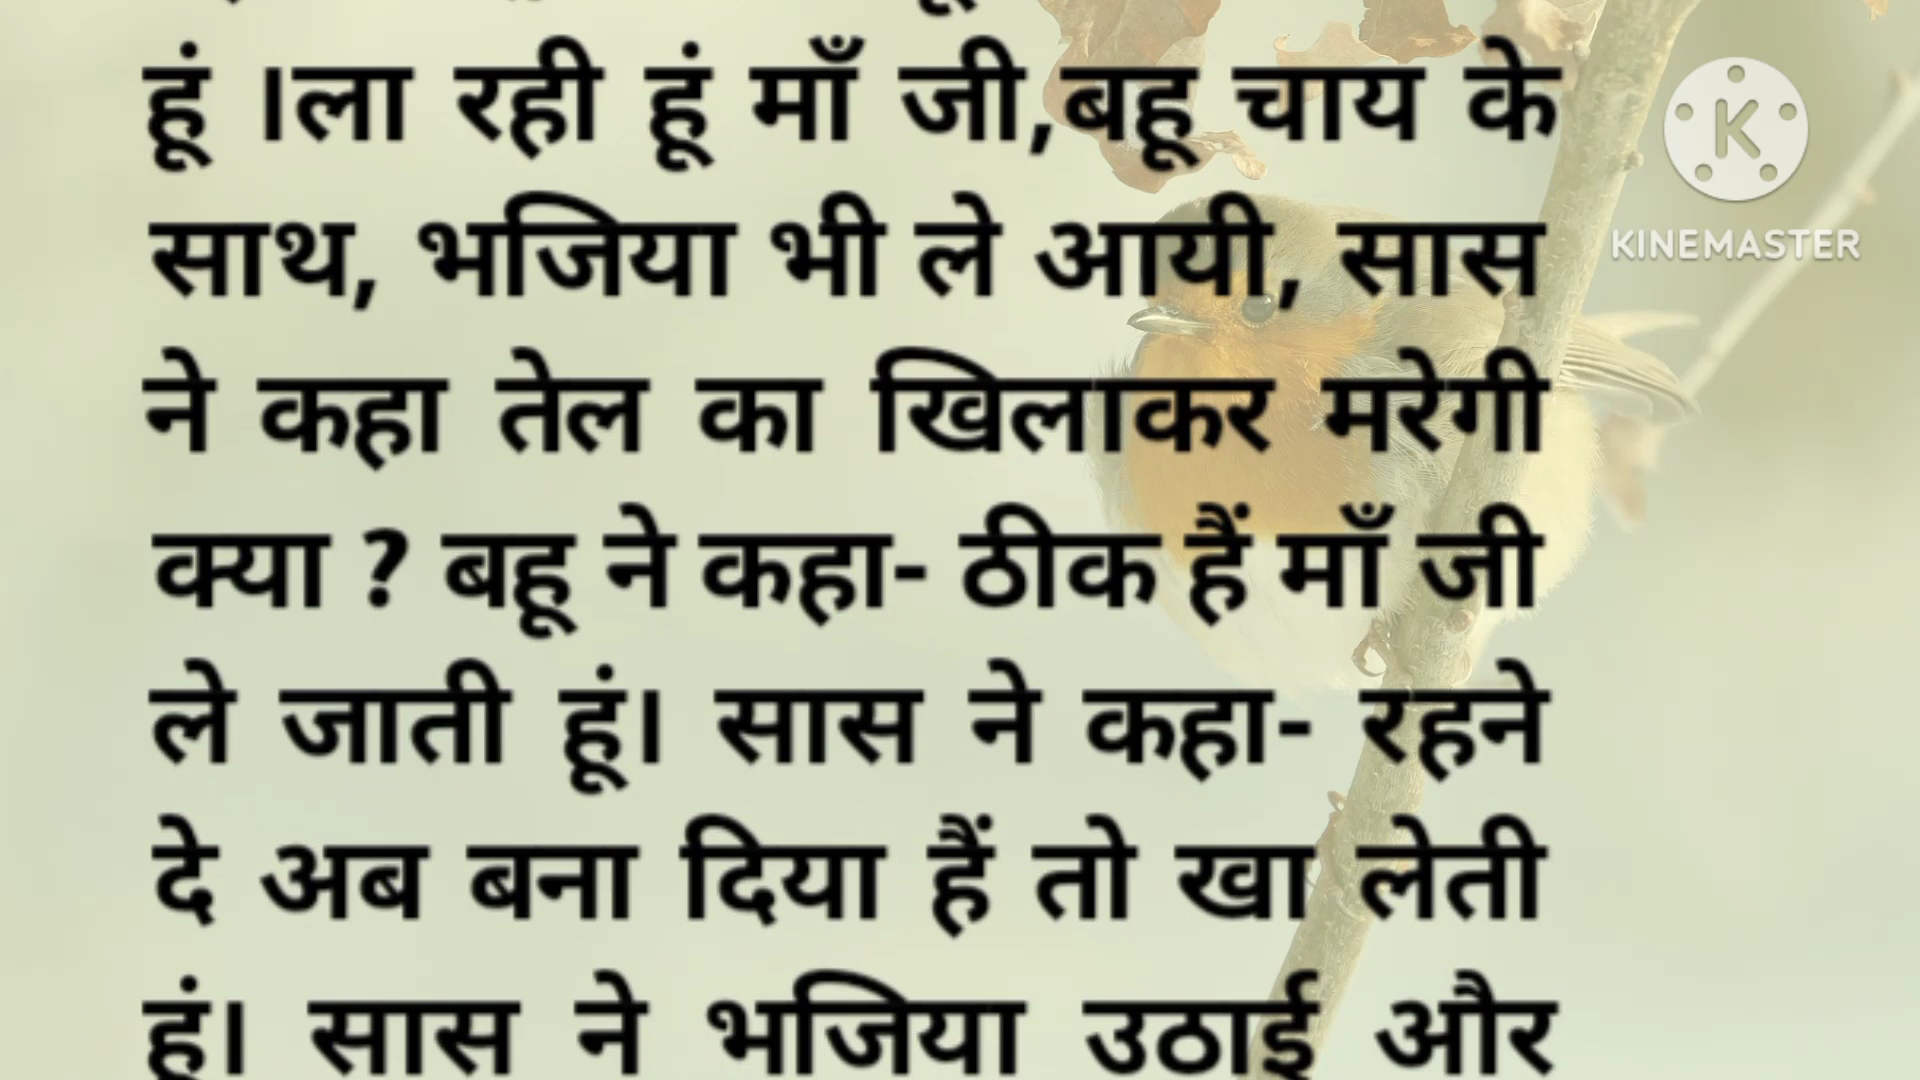 हूं ।ला रही हूं माँ जी,बहू चाय के
साथ, भजिया भी ले आयी, सास
ने कहा तेल का खिलाकर मरेगी
क्या ? बहू ने कहा- ठीक हैं माँ जी
ले जाती हूं। सास ने कहा- रहने
दे अब बना दिया हैं तो खा लेती
हूं। सास ने भजिया उठाई और
KINEMASTER